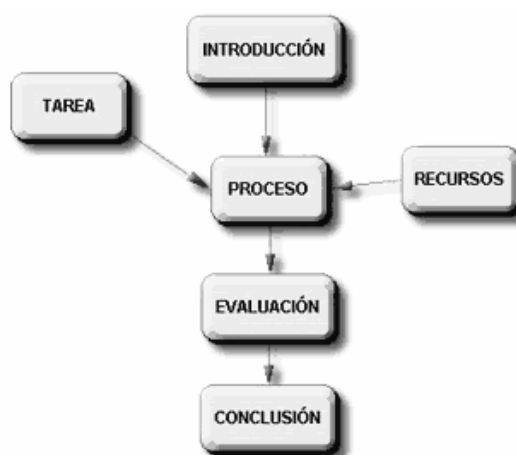 INTRODUCCIÓN
TAREA
PROCESO
RECURSOS
EVALUACIÓN
CONCLUSIÓN